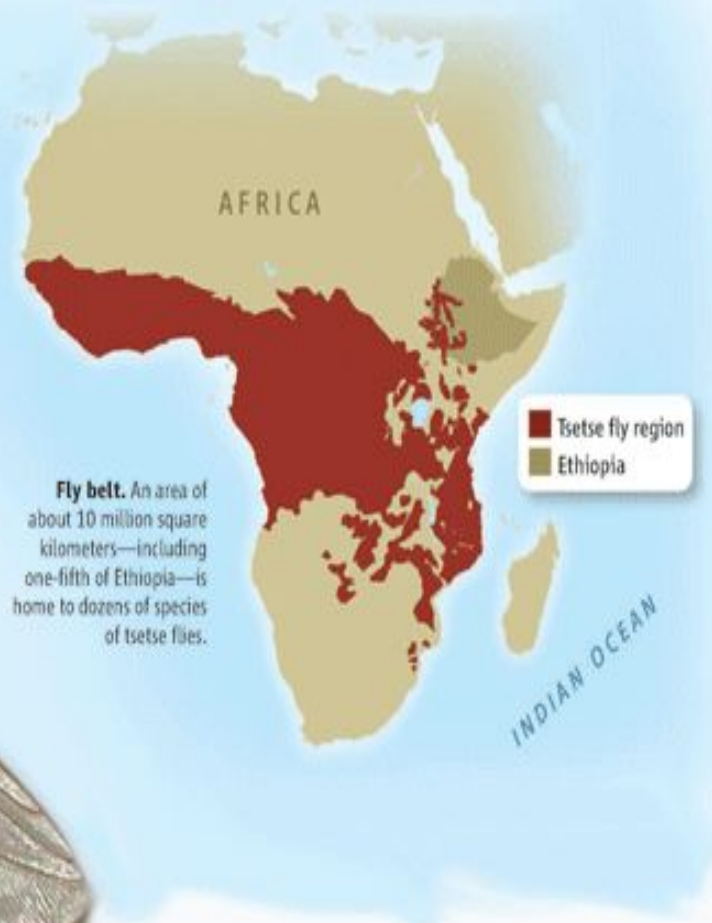 AFRICA
Tsetse fly region
Ethiopia
Fly belt. An area of
about 10 million square
kilometers—including
one-fifth of Ethiopia—is
home to dozens of species
of tsetse flies.
INDIAN OCEAN